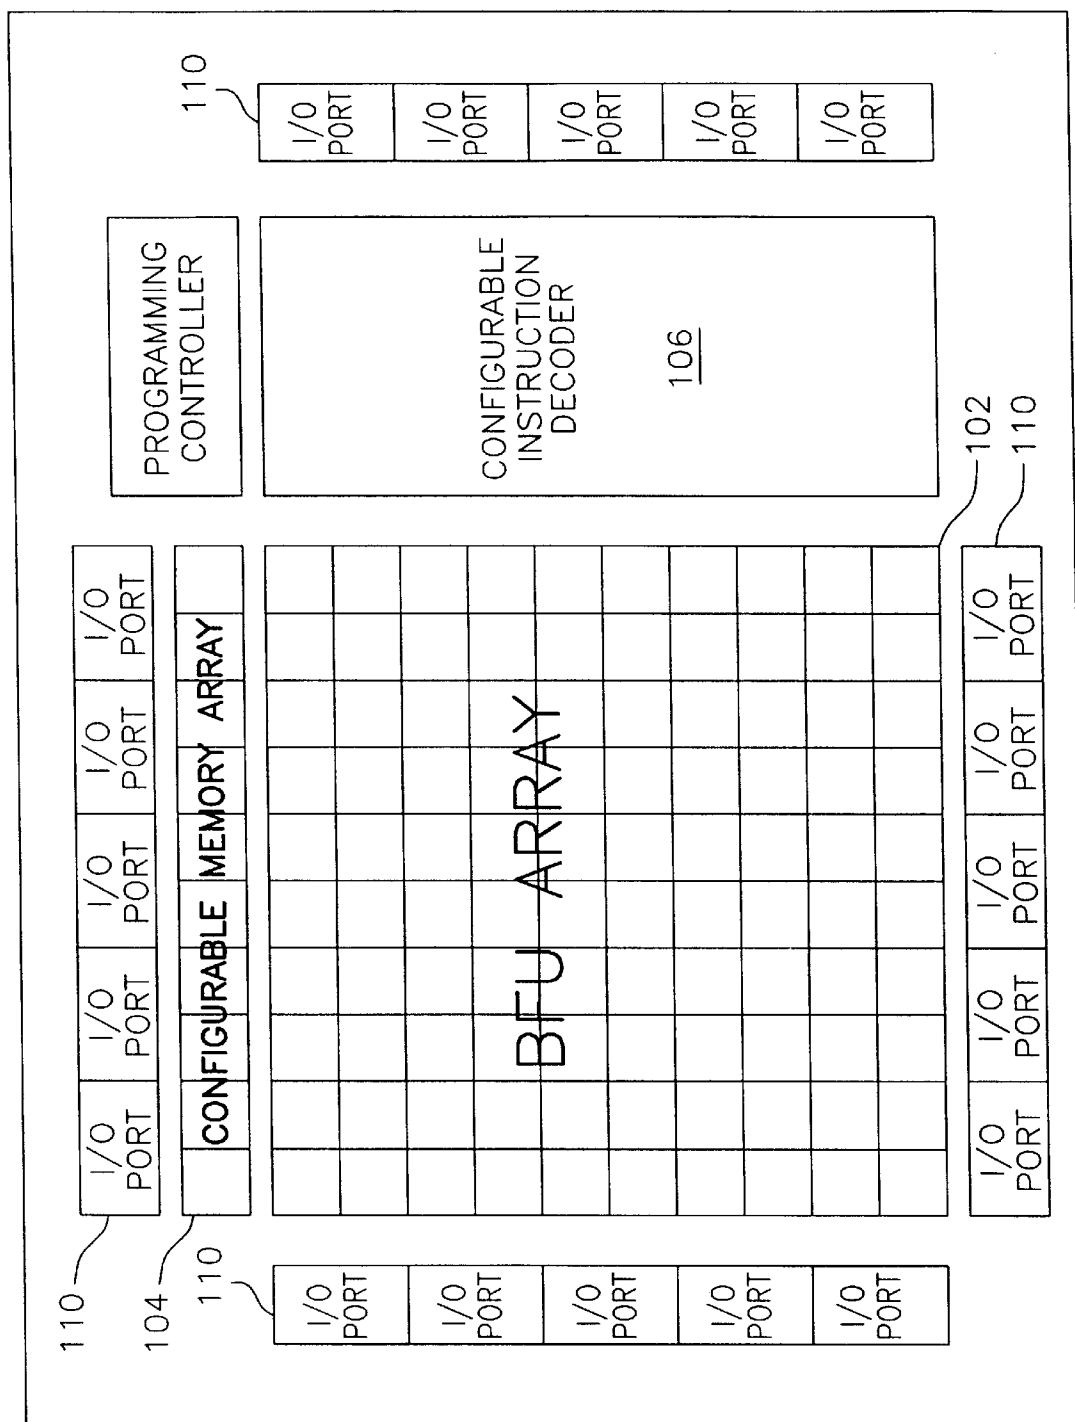 110
I/O
PORT
I/O
PORT
I/O
PORT
I/O
PORT
I/O
PORT
104
CONFIGURABLE MEMORY ARRAY
PROGRAMMING
CONTROLLER
110
I/O
PORT
I/O
PORT
I/O
PORT
I/O
PORT
I/O
PORT
BFU ARRAY
CONFIGURABLE
INSTRUCTION
DECODER
106
110
I/O
PORT
I/O
PORT
I/O
PORT
I/O
PORT
I/O
PORT
102
I/O
PORT
I/O
PORT
I/O
PORT
I/O
PORT
I/O
PORT
110